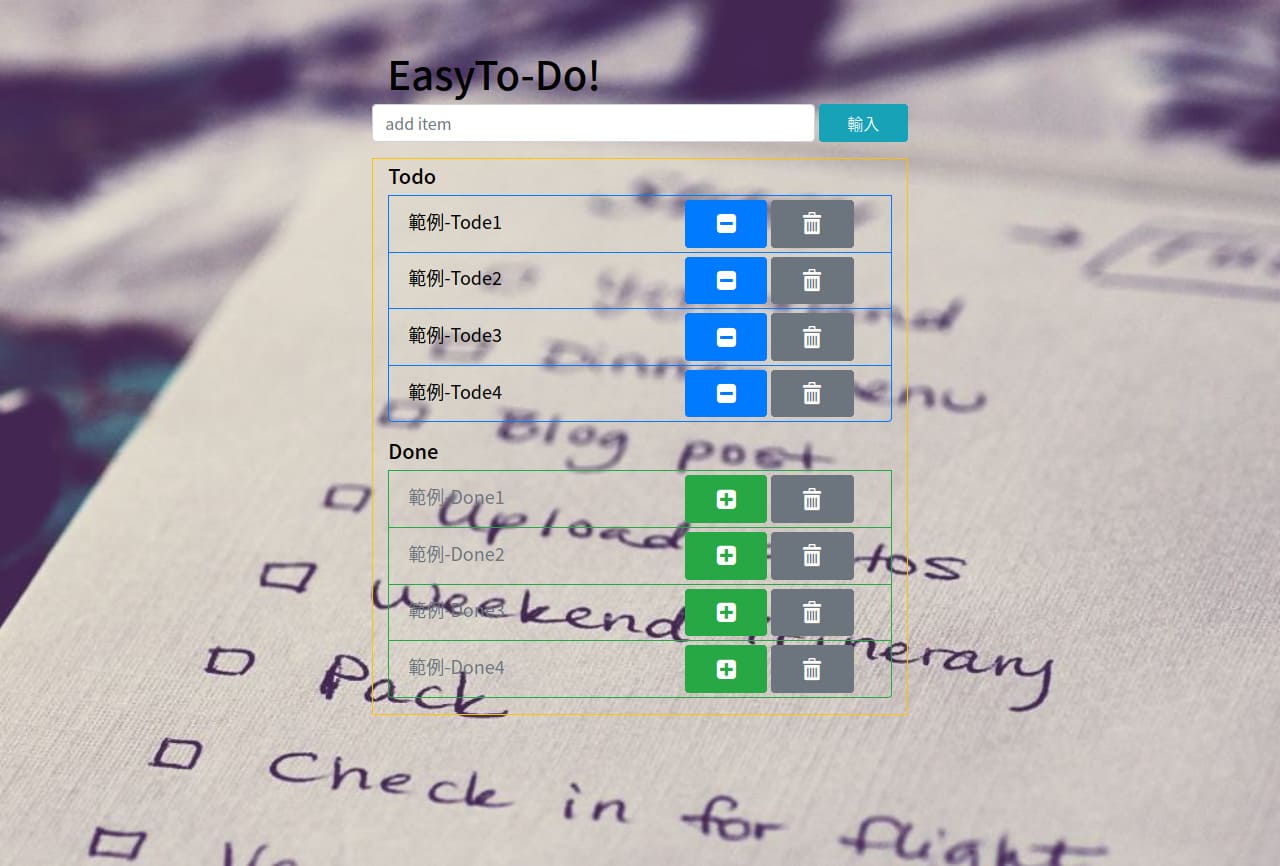 EasyTo-Do!
add item
輸入
Todo
範例-Tode1
範例-Tode2
範例-Tode3
範例-Tode4
Blog post
Done
範例-Done1
Upload
範例-Done2
Weekend itinerary
範例-Done3
範例-Done4
Pack
Check in for flight